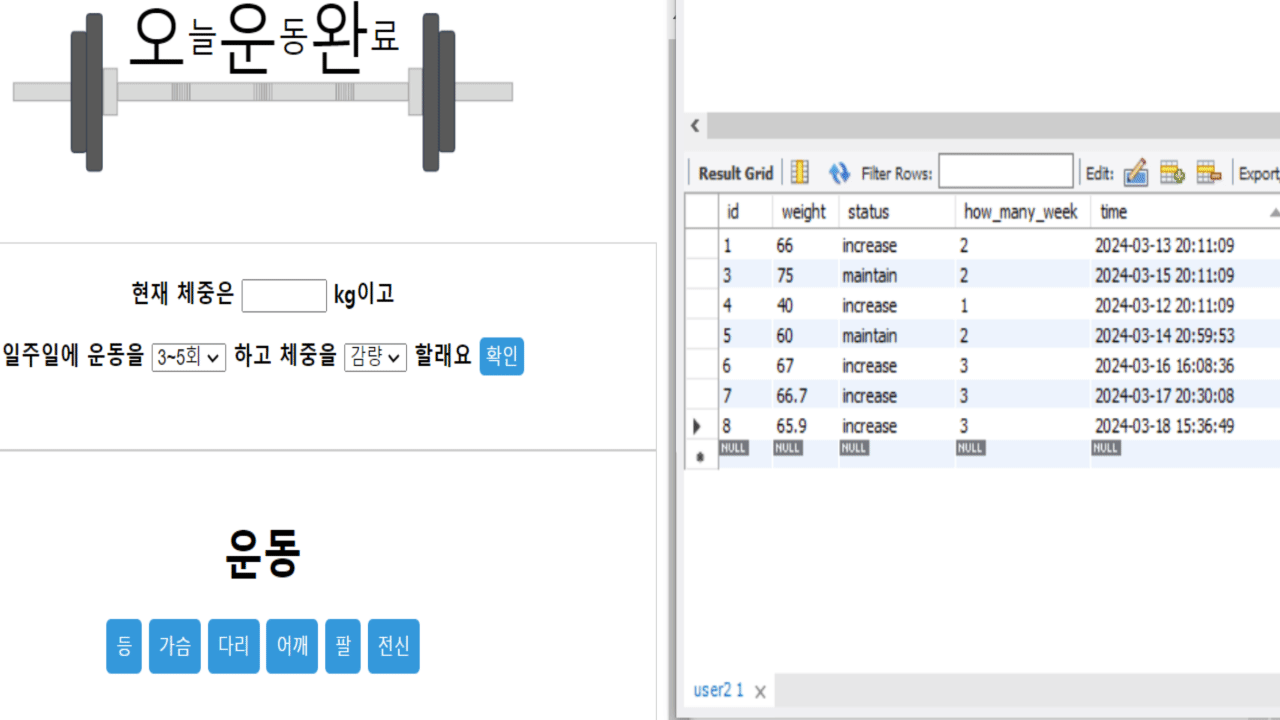 오늘운동완료
현재 체중은 kg이고
일주일에 운동을 3~5회 하고 체중을 감량 할래요 확인
운동
등 가슴 다리 어깨 팔 전신
Result Grid Filter Rows: Edit: Export
id weight status how_many_week time
1 66 increase 2 2024-03-13 20:11:09
3 75 maintain 2 2024-03-15 20:11:09
4 40 increase 1 2024-03-12 20:11:09
5 60 maintain 2 2024-03-14 20:59:53
6 67 increase 3 2024-03-16 16:08:36
7 66.7 increase 3 2024-03-17 20:30:08
8 65.9 increase 3 2024-03-18 15:36:49
NULL NULL NULL NULL NULL
user2 1